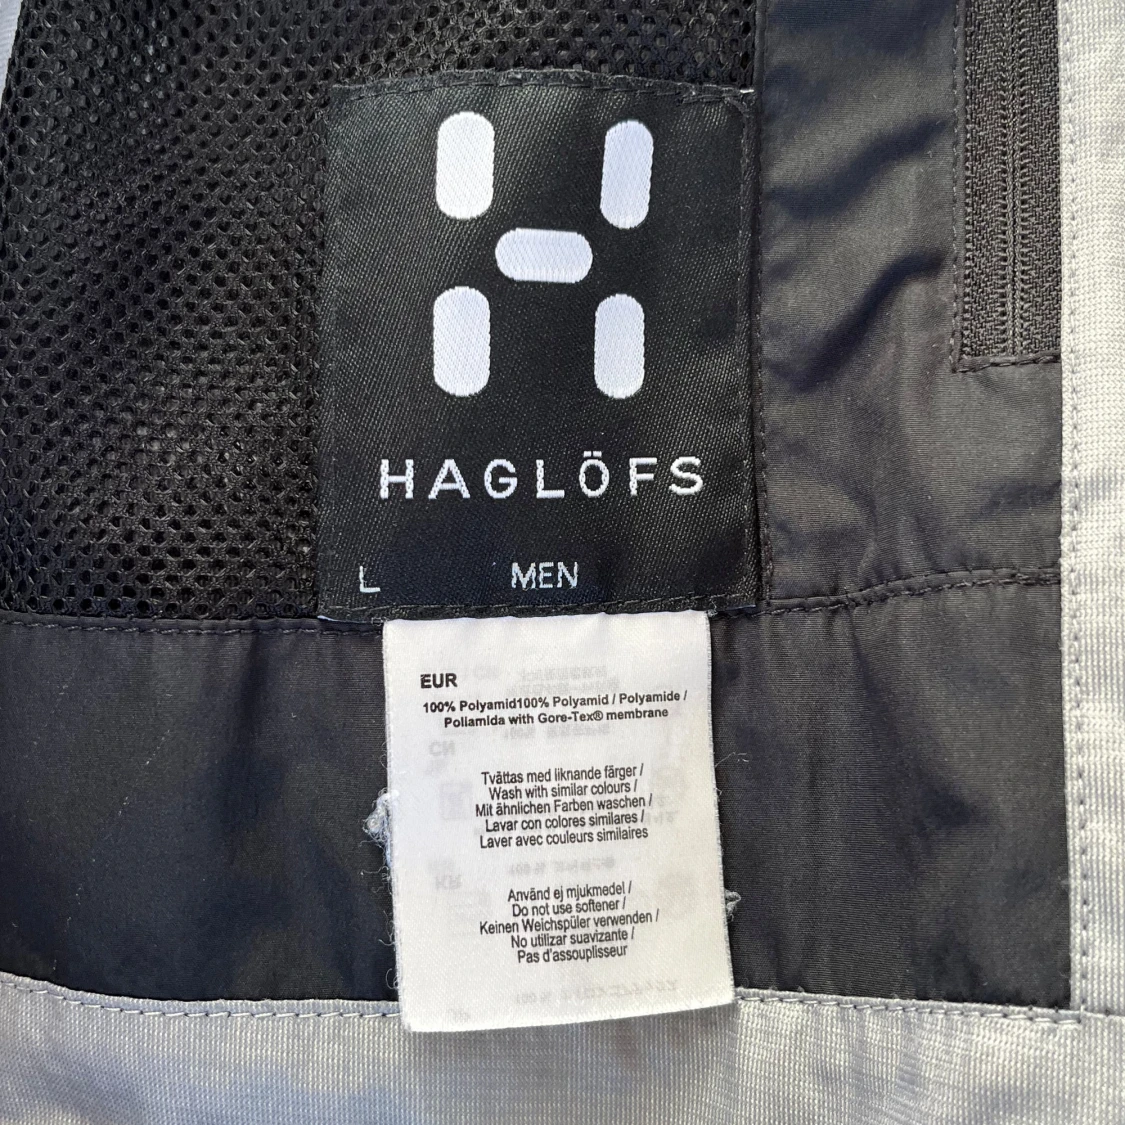 HAGLÖFS
L MEN
EUR
100% Polyamid100% Polyamid / Polyamide /
Poliamida with Gore-Tex® membrane
Tvättas med liknande färger /
Wash with similar colours /
Mit ähnlichen Farben waschen /
Lavar con colores similares /
Laver avec couleurs similaires
Använd ej mjukmedel /
Do not use softener /
Keinen Weichspüler verwenden /
No utilizar suavizante /
Pas d'assouplisseur